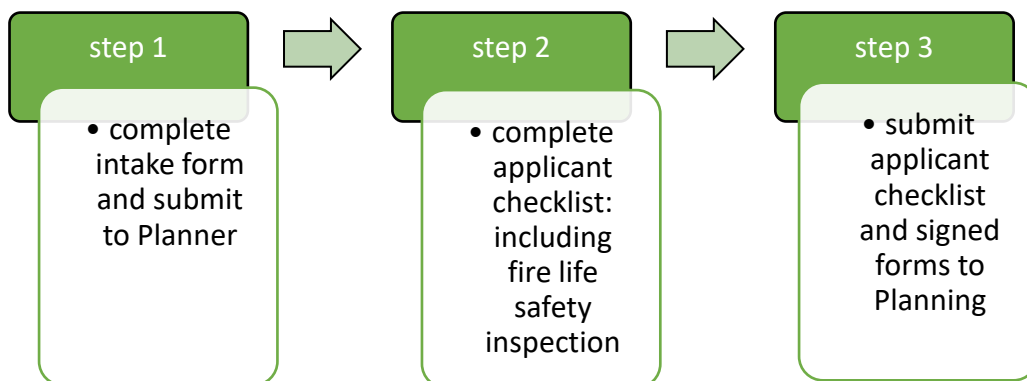 step 1
• complete
intake form
and submit
to Planner
step 2
• complete
applicant
checklist:
including
fire life
safety
inspection
step 3
• submit
applicant
checklist
and signed
forms to
Planning